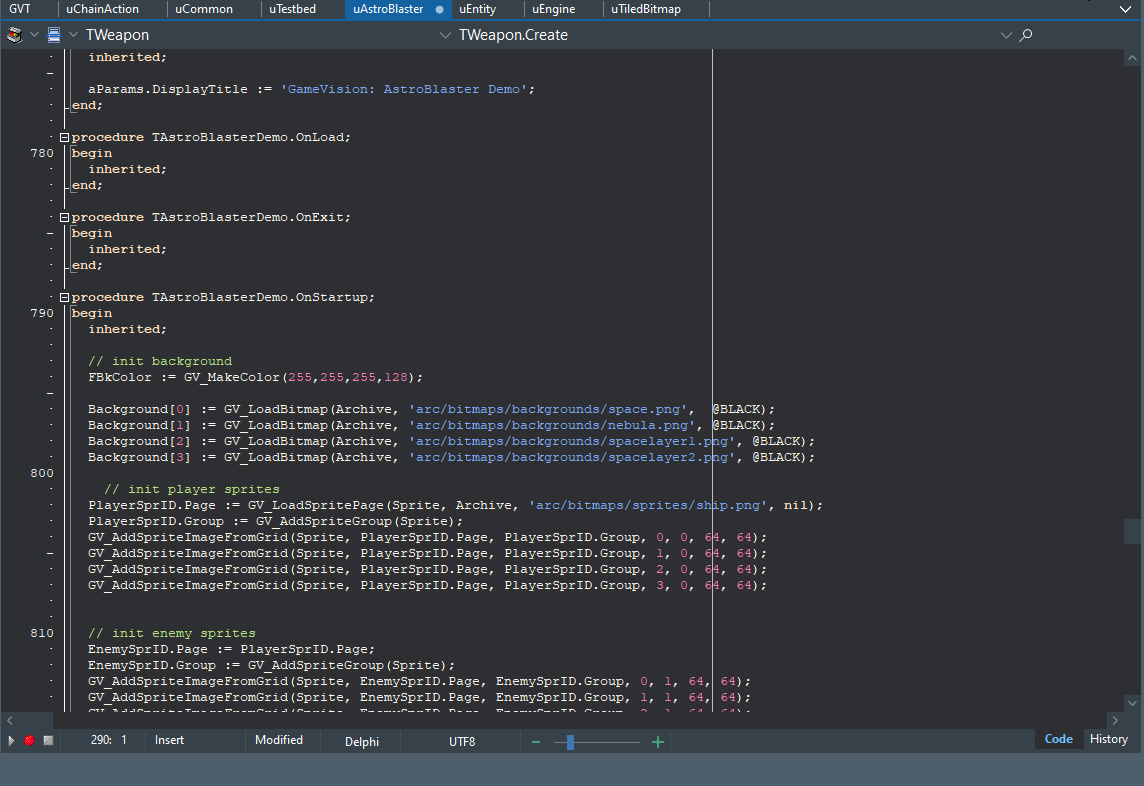 GVT uChainAction uCommon uTestbed uAstroBlaster uEntity uEngine uTiledBitmap
TWeapon TWeapon.Create
inherited;
aParams.DisplayTitle := 'GameVision: AstroBlaster Demo';
end;
procedure TAstroBlasterDemo.OnLoad;
780 begin
inherited;
end;
procedure TAstroBlasterDemo.OnExit;
begin
inherited;
end;
procedure TAstroBlasterDemo.OnStartup;
790 begin
inherited;
// init background
FBkColor := GV_MakeColor(255,255,255,128);
Background[0] := GV_LoadBitmap(Archive, 'arc/bitmaps/backgrounds/space.png', @BLACK);
Background[1] := GV_LoadBitmap(Archive, 'arc/bitmaps/backgrounds/nebula.png', @BLACK);
Background[2] := GV_LoadBitmap(Archive, 'arc/bitmaps/backgrounds/spacelayer1.png', @BLACK);
Background[3] := GV_LoadBitmap(Archive, 'arc/bitmaps/backgrounds/spacelayer2.png', @BLACK);
800
// init player sprites
PlayerSprID.Page := GV_LoadSpritePage(Sprite, Archive, 'arc/bitmaps/sprites/ship.png', nil);
PlayerSprID.Group := GV_AddSpriteGroup(Sprite);
GV_AddSpriteImageFromGrid(Sprite, PlayerSprID.Page, PlayerSprID.Group, 0, 0, 64, 64);
GV_AddSpriteImageFromGrid(Sprite, PlayerSprID.Page, PlayerSprID.Group, 1, 0, 64, 64);
GV_AddSpriteImageFromGrid(Sprite, PlayerSprID.Page, PlayerSprID.Group, 2, 0, 64, 64);
GV_AddSpriteImageFromGrid(Sprite, PlayerSprID.Page, PlayerSprID.Group, 3, 0, 64, 64);
810 // init enemy sprites
EnemySprID.Page := PlayerSprID.Page;
EnemySprID.Group := GV_AddSpriteGroup(Sprite);
GV_AddSpriteImageFromGrid(Sprite, EnemySprID.Page, EnemySprID.Group, 0, 1, 64, 64);
GV_AddSpriteImageFromGrid(Sprite, EnemySprID.Page, EnemySprID.Group, 1, 1, 64, 64);
290: 1 Insert Modified Delphi UTF8 Code History